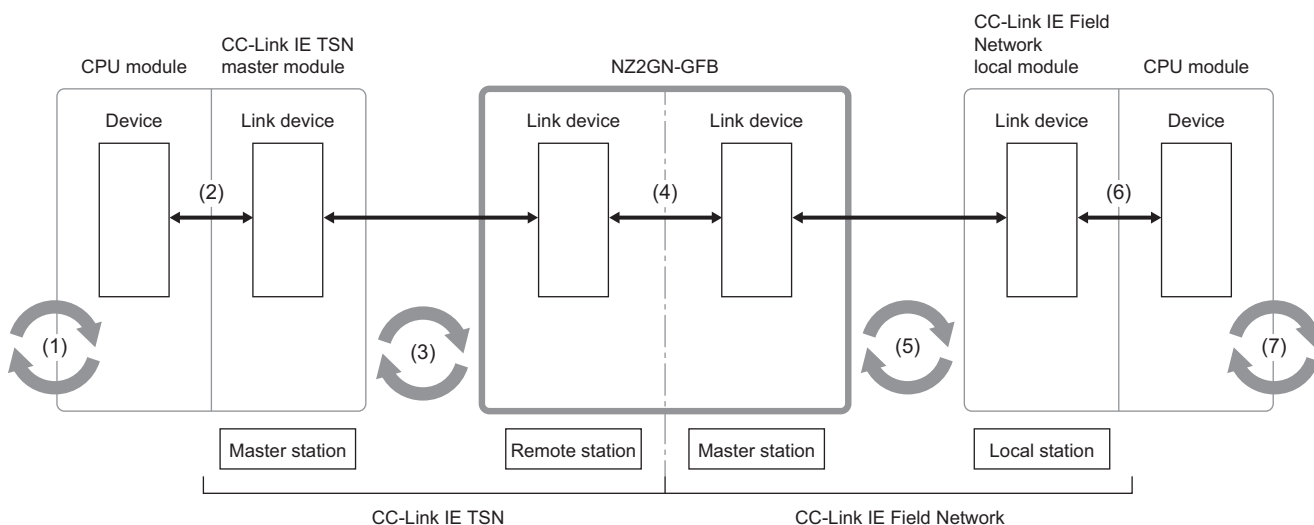 CC-Link IE Field
Network
local module
CC-Link IE TSN
master module
CPU module
NZ2GN-GFB
CPU module
Device
Link device
Link device
Link device
Link device
Device
(2)
(4)
(6)
(1)
(3)
(5)
(7)
Master station
Remote station
Master station
Local station
CC-Link IE TSN
CC-Link IE Field Network